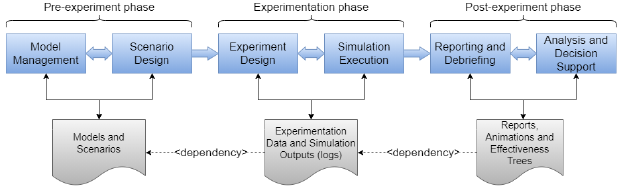 Pre-experiment phase
Experimentation phase
Post-experiment phase
Model
Management
Scenario
Design
Experiment
Design
Simulation
Execution
Reporting and
Debriefing
Analysis and
Decision
Support
Models and
Scenarios
<dependency>
Experimentation
Data and Simulation
Outputs (logs)
<dependency>
Reports,
Animations and
Effectiveness
Trees